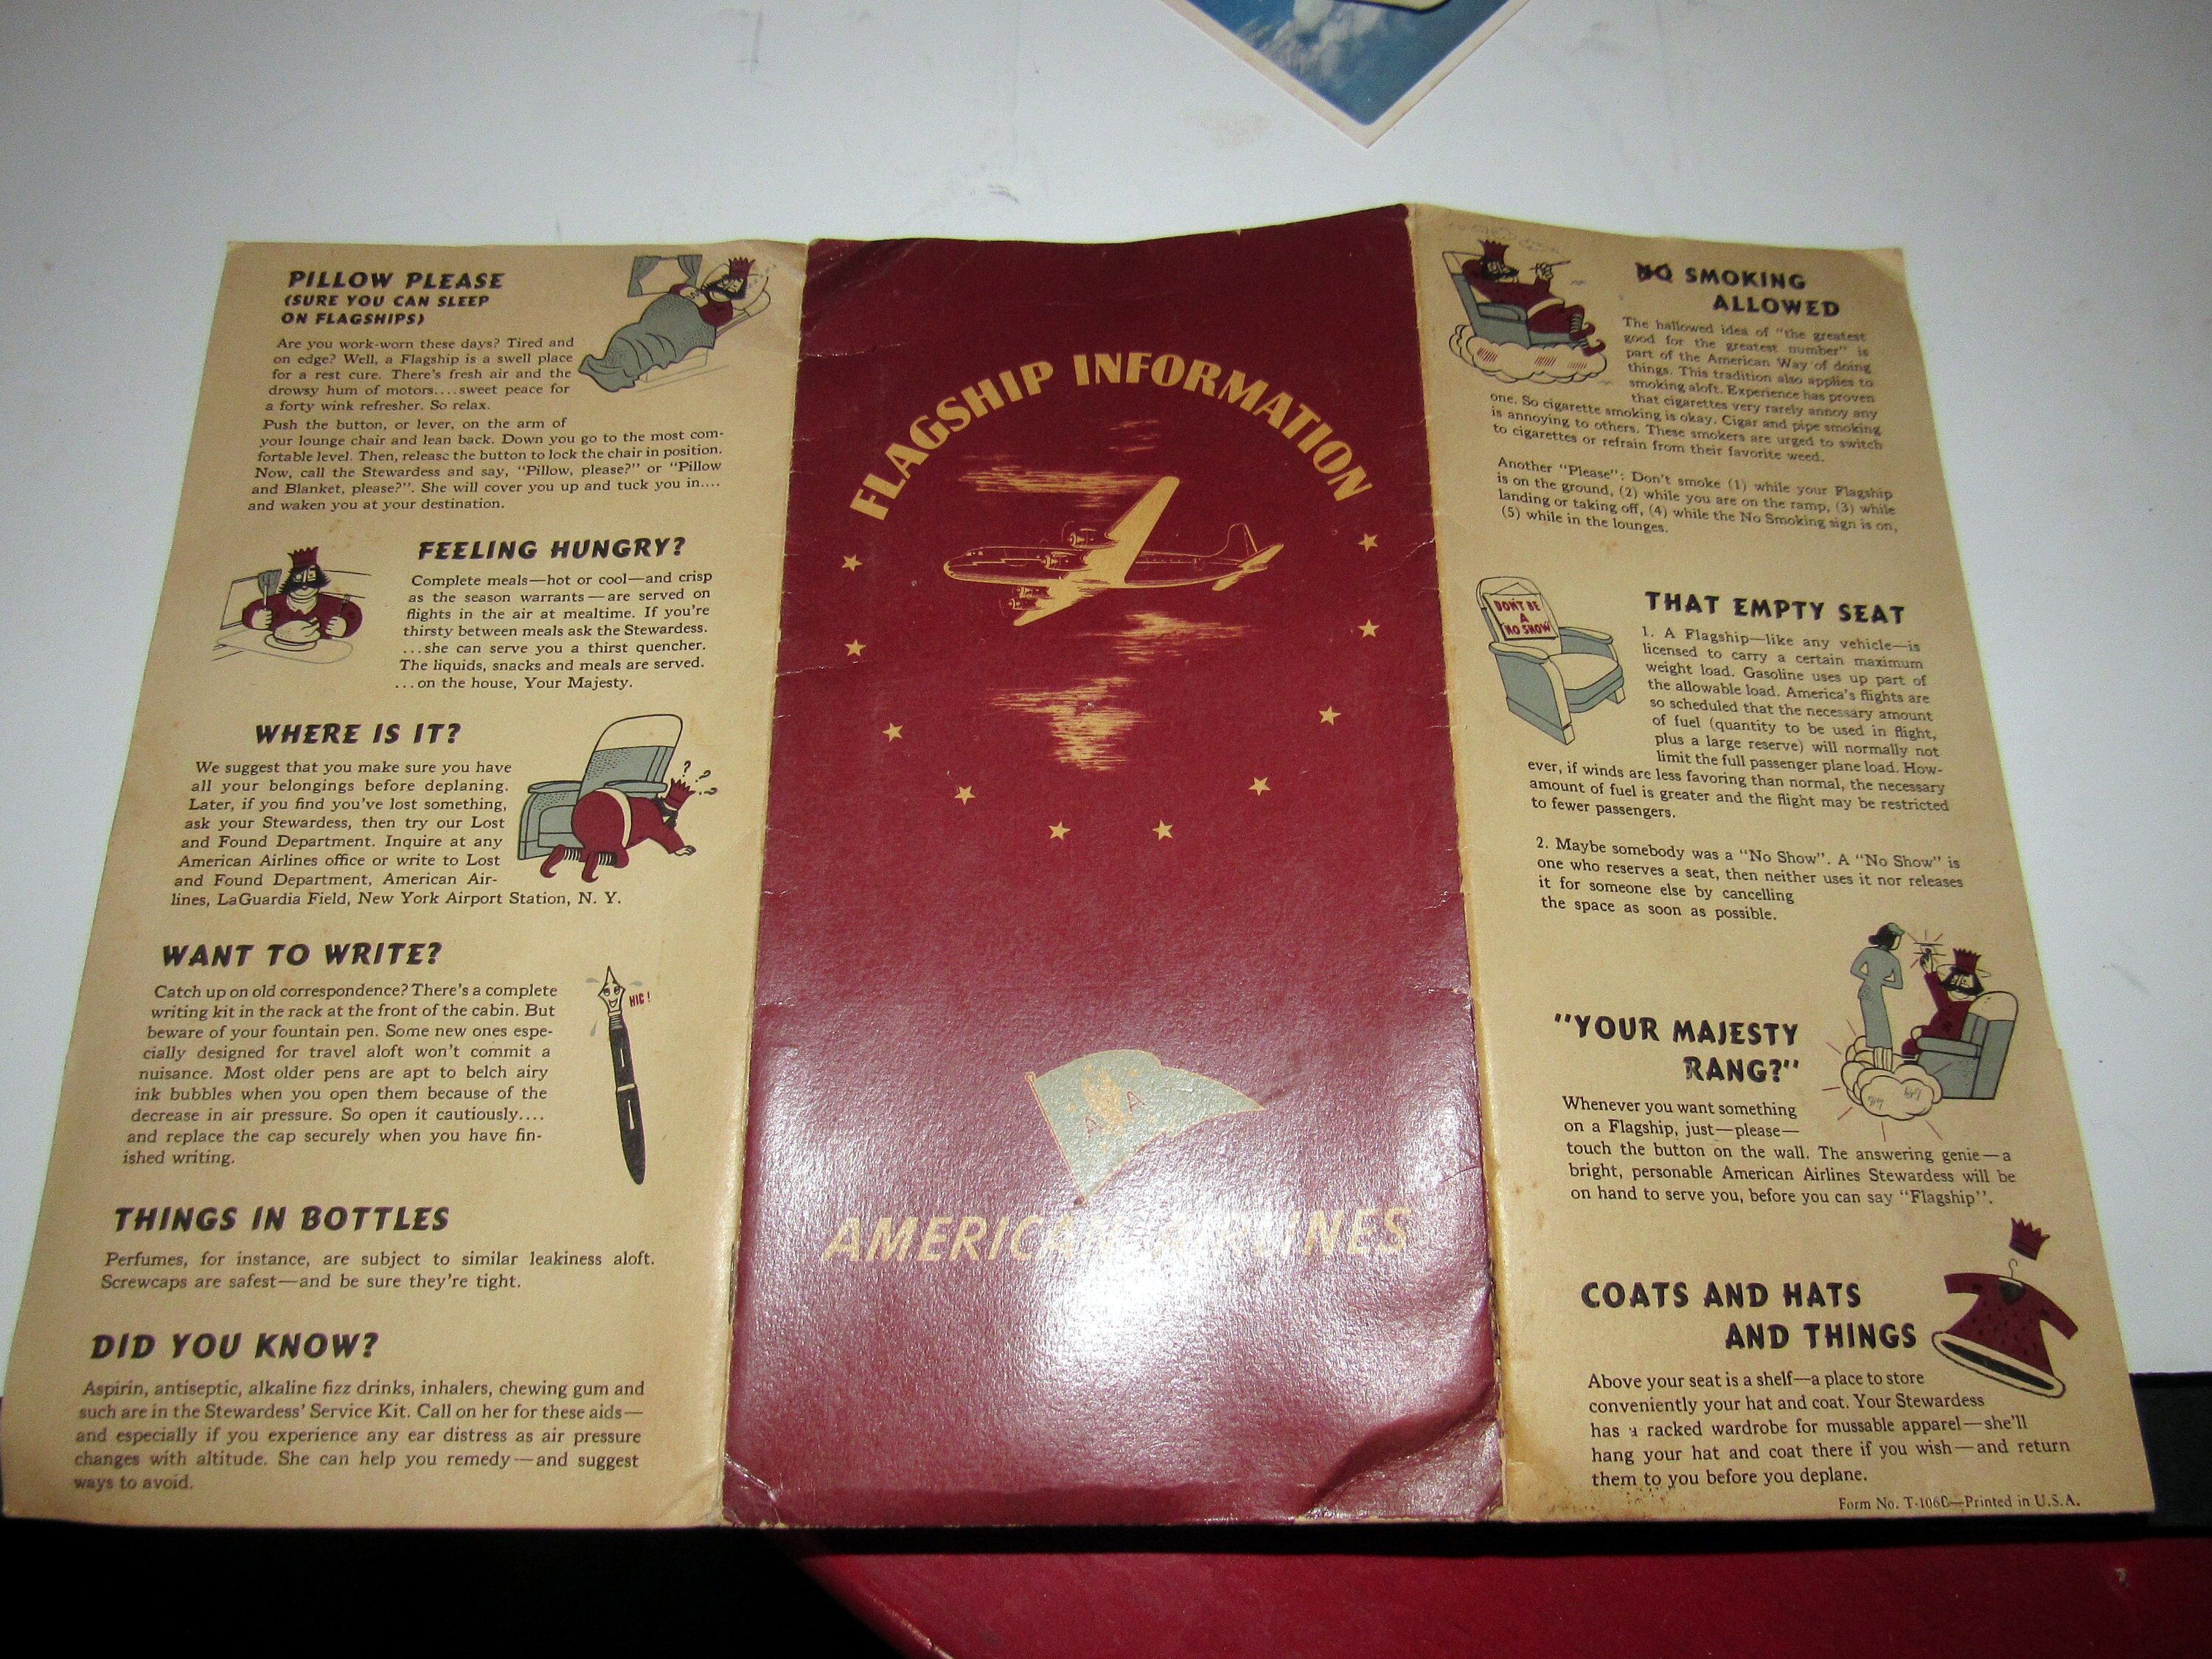 PILLOW PLEASE
(SURE YOU CAN SLEEP
ON FLAGSHIPS)
Are you work-worn these days? Tired and
on edge? Well, a Flagship is a swell place
for a rest cure. There's fresh air and the
drowsy hum of motors....sweet peace for
a forty wink refresher. So relax.
Push the button, or lever, on the arm of
your lounge chair and lean back. Down you go to the most com-
fortable level. Then, release the button to lock the chair in position.
Now, call the Stewardess and say, "Pillow, please?" or "Pillow
and Blanket, please?". She will cover you up and tuck you in....
and waken you at your destination.
FEELING HUNGRY?
Complete meals—hot or cool—and crisp
as the season warrants—are served on
flights in the air at mealtime. If you're
thirsty between meals ask the Stewardess.
...she can serve you a thirst quencher.
The liquids, snacks and meals are served.
...on the house, Your Majesty.
WHERE IS IT?
We suggest that you make sure you have
all your belongings before deplaning.
Later, if you find you've lost something,
ask your Stewardess, then try our Lost
and Found Department. Inquire at any
American Airlines office or write to Lost
and Found Department, American Air-
lines, LaGuardia Field, New York Airport Station, N. Y.
? ? ?
WANT TO WRITE?
Catch up on old correspondence? There's a complete
writing kit in the rack at the front of the cabin. But
beware of your fountain pen. Some new ones espe-
cially designed for travel aloft won't commit a
nuisance. Most older pens are apt to belch airy
ink bubbles when you open them because of the
decrease in air pressure. So open it cautiously....
and replace the cap securely when you have fin-
ished writing.
HIC!
THINGS IN BOTTLES
Perfumes, for instance, are subject to similar leakiness aloft.
Screwcaps are safest—and be sure they're tight.
DID YOU KNOW?
Aspirin, antiseptic, alkaline fizz drinks, inhalers, chewing gum and
such are in the Stewardess' Service Kit. Call on her for these aids—
and especially if you experience any ear distress as air pressure
changes with altitude. She can help you remedy—and suggest
ways to avoid.
FLAGSHIP INFORMATION
A A
AMERICAN AIRLINES
NO SMOKING
ALLOWED
The hallowed idea of "the greatest
good for the greatest number" is
part of the American Way of doing
things. This tradition also applies to
smoking aloft. Experience has proven
that cigarettes very rarely annoy any
one. So cigarette smoking is okay. Cigar and pipe smoking
is annoying to others. These smokers are urged to switch
to cigarettes or refrain from their favorite weed.
Another "Please": Don't smoke (1) while your Flagship
is on the ground, (2) while you are on the ramp, (3) while
landing or taking off, (4) while the No Smoking sign is on,
(5) while in the lounges.
DON'T BE
A
NO SHOW
THAT EMPTY SEAT
1. A Flagship—like any vehicle—is
licensed to carry a certain maximum
weight load. Gasoline uses up part of
the allowable load. America's flights are
so scheduled that the necessary amount
of fuel (quantity to be used in flight,
plus a large reserve) will normally not
limit the full passenger plane load. How-
ever, if winds are less favoring than normal, the necessary
amount of fuel is greater and the flight may be restricted
to fewer passengers.
2. Maybe somebody was a "No Show". A "No Show" is
one who reserves a seat, then neither uses it nor releases
it for someone else by cancelling
the space as soon as possible.
"YOUR MAJESTY
RANG?"
Whenever you want something
on a Flagship, just—please—
touch the button on the wall. The answering genie—a
bright, personable American Airlines Stewardess will be
on hand to serve you, before you can say "Flagship".
COATS AND HATS
AND THINGS
Above your seat is a shelf—a place to store
conveniently your hat and coat. Your Stewardess
has a racked wardrobe for mussable apparel—she'll
hang your hat and coat there if you wish—and return
them to you before you deplane.
Form No. T-106C—Printed in U.S.A.